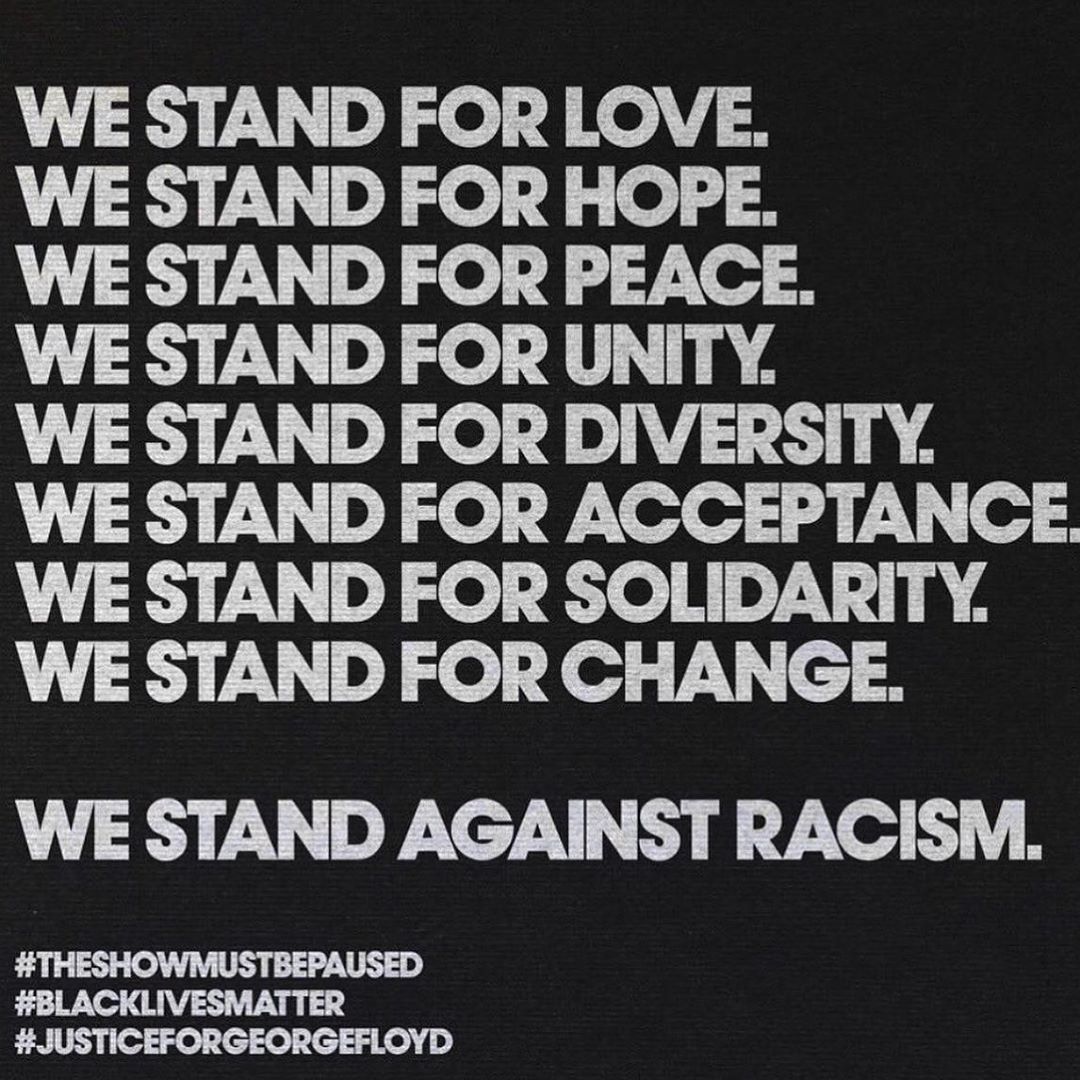 WE STAND FOR LOVE.
WE STAND FOR HOPE.
WE STAND FOR PEACE.
WE STAND FOR UNITY.
WE STAND FOR DIVERSITY.
WE STAND FOR ACCEPTANCE.
WE STAND FOR SOLIDARITY.
WE STAND FOR CHANGE.
WE STAND AGAINST RACISM.
#THESHOWMUSTBEPAUSED
#BLACKLIVESMATTER
#JUSTICEFORGEORGEFLOYD